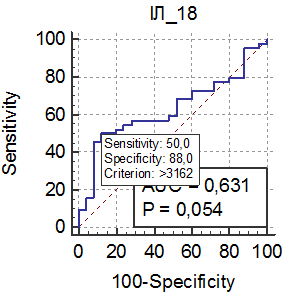 ІЛ_18
Sensitivity
100
80
60
40
20
0
Sensitivity: 50,0
Specificity: 88,0
Criterion: >3162
AUC = 0,631
P = 0,054
0 20 40 60 80 100
100-Specificity